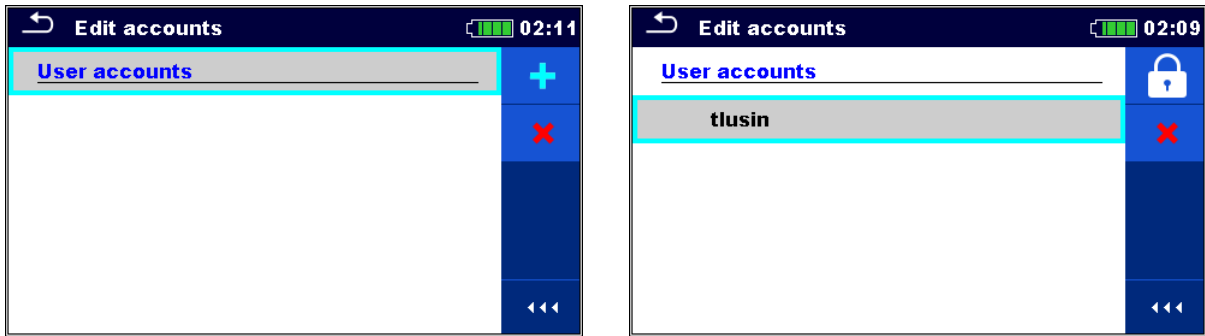 Edit accounts 02:11
User accounts
Edit accounts 02:09
User accounts
tlusin